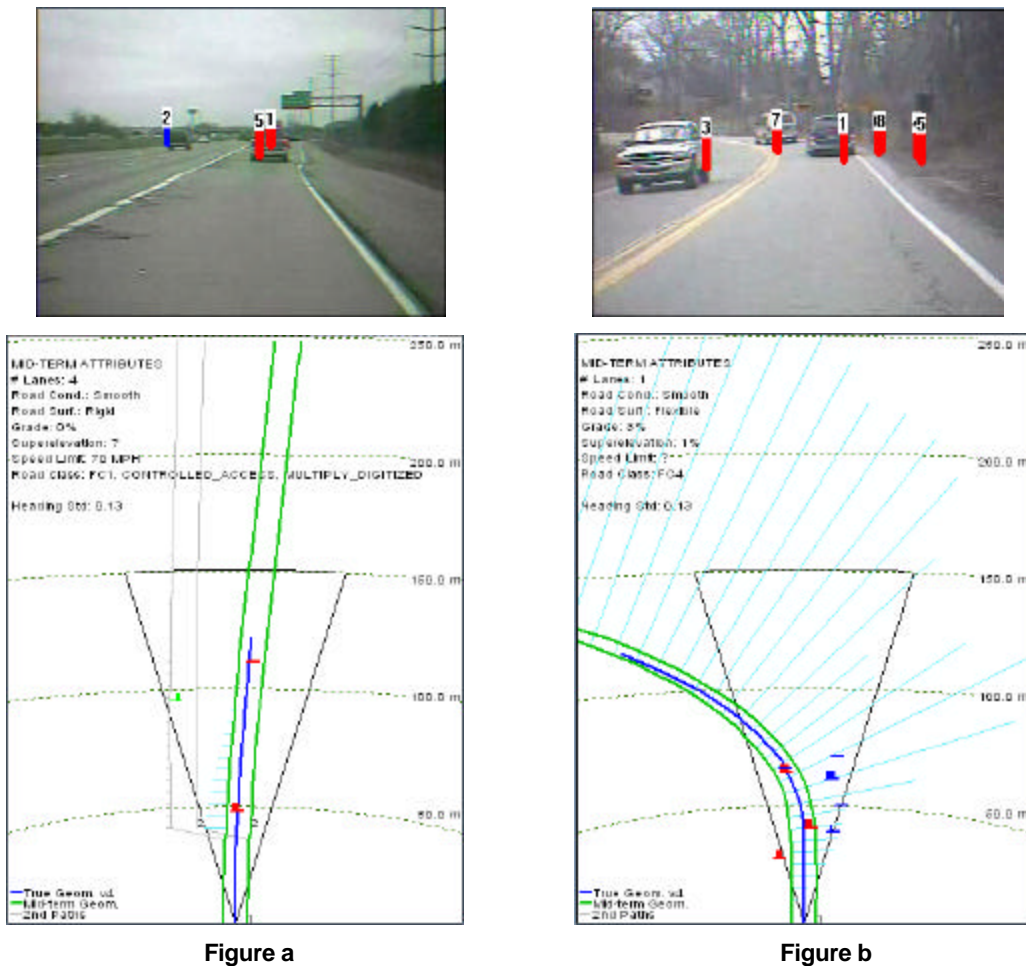 2
5
1
3
7
1
8
5
250.0 m
MID-TERM ATTRIBUTES
# Lanes: 4
Road Cond.: Smooth
Road Surf.: Rigid
Grade: 0%
Superelevation: ?
Speed Limit: 70 MPH
200.0 m
Road Class: FC1, CONTROLLED_ACCESS, MULTIPLY_DIGITIZED
Heading Std: 0.13
150.0 m
100.0 m
50.0 m
True Geom. v4
Mid-term Geom.
2nd Paths
250.0 m
MID-TERM ATTRIBUTES
# Lanes: 1
Road Cond.: Smooth
Road Surf.: Flexible
Grade: 3%
Superelevation: 1%
Speed Limit: ?
200.0 m
Road Class: FC4
Heading Std: 0.13
150.0 m
100.0 m
50.0 m
True Geom. v4
Mid-term Geom.
2nd Paths
Figure a
Figure b